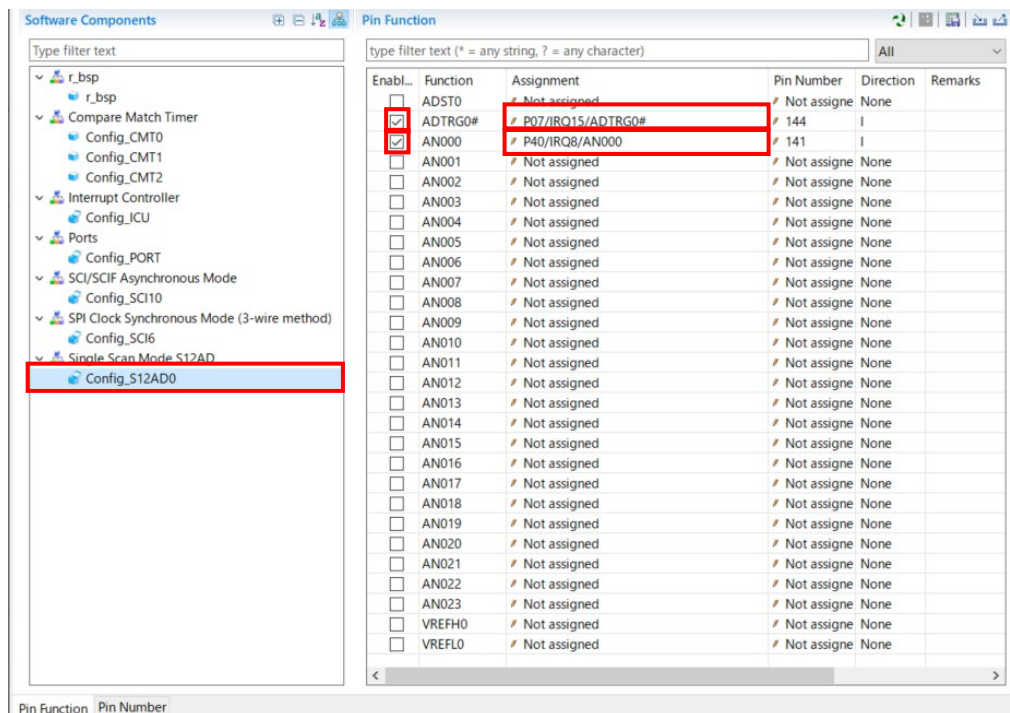 Software Components
Type filter text
r_bsp
r_bsp
Compare Match Timer
Config_CMT0
Config_CMT1
Config_CMT2
Interrupt Controller
Config_ICU
Ports
Config_PORT
SCI/SCIF Asynchronous Mode
Config_SCI10
SPI Clock Synchronous Mode (3-wire method)
Config_SCI6
Single Scan Mode S12AD
Config_S12AD0
Pin Function
type filter text (* = any string, ? = any character) All
Enabl... Function Assignment Pin Number Direction Remarks
ADST0 Not assigned Not assigne None
ADTRG0# P07/IRQ15/ADTRG0# 144 I
AN000 P40/IRQ8/AN000 141 I
AN001 Not assigned Not assigne None
AN002 Not assigned Not assigne None
AN003 Not assigned Not assigne None
AN004 Not assigned Not assigne None
AN005 Not assigned Not assigne None
AN006 Not assigned Not assigne None
AN007 Not assigned Not assigne None
AN008 Not assigned Not assigne None
AN009 Not assigned Not assigne None
AN010 Not assigned Not assigne None
AN011 Not assigned Not assigne None
AN012 Not assigned Not assigne None
AN013 Not assigned Not assigne None
AN014 Not assigned Not assigne None
AN015 Not assigned Not assigne None
AN016 Not assigned Not assigne None
AN017 Not assigned Not assigne None
AN018 Not assigned Not assigne None
AN019 Not assigned Not assigne None
AN020 Not assigned Not assigne None
AN021 Not assigned Not assigne None
AN022 Not assigned Not assigne None
AN023 Not assigned Not assigne None
VREFH0 Not assigned Not assigne None
VREFL0 Not assigned Not assigne None
Pin Function Pin Number